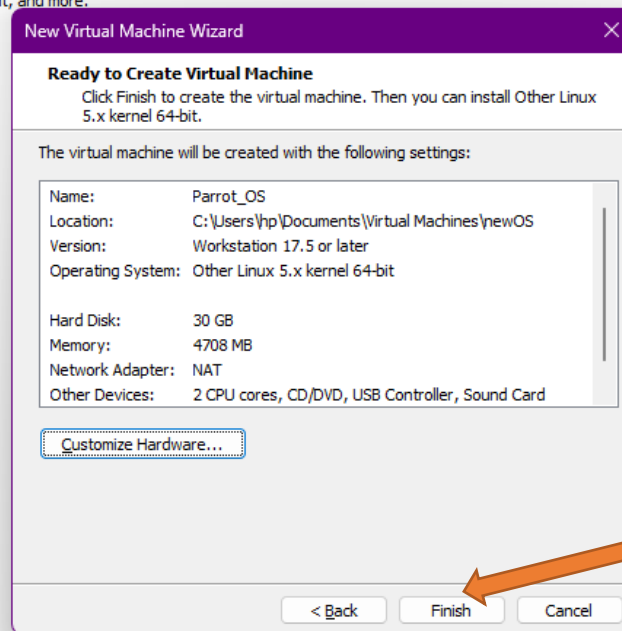 t, and more.
New Virtual Machine Wizard
Ready to Create Virtual Machine
Click Finish to create the virtual machine. Then you can install Other Linux
5.x kernel 64-bit.
The virtual machine will be created with the following settings:
Name: Parrot_OS
Location: C:\Users\hp\Documents\Virtual Machines\newOS
Version: Workstation 17.5 or later
Operating System: Other Linux 5.x kernel 64-bit
Hard Disk: 30 GB
Memory: 4708 MB
Network Adapter: NAT
Other Devices: 2 CPU cores, CD/DVD, USB Controller, Sound Card
Customize Hardware...
< Back Finish Cancel